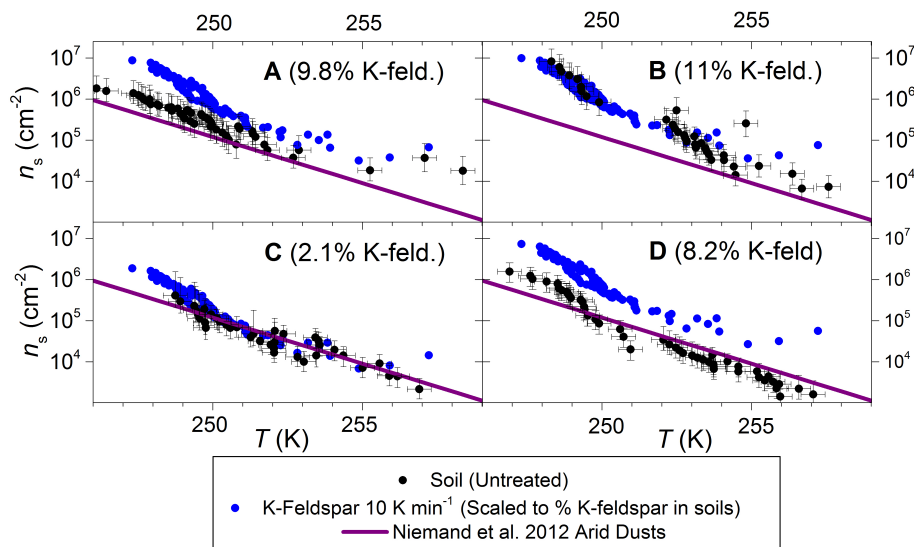 250 255 250 255
10⁷ A (9.8% K-feld.) B (11% K-feld.) 10⁷
10⁶ 10⁶
10⁵ 10⁵
10⁴ 10⁴
nₛ (cm⁻²) nₛ (cm⁻²)
10⁷ C (2.1% K-feld.) D (8.2% K-feld) 10⁷
10⁶ 10⁶
10⁵ 10⁵
10⁴ 10⁴
250 255 250 255
T (K) T (K)
Soil (Untreated)
K-Feldspar 10 K min⁻¹ (Scaled to % K-feldspar in soils)
Niemand et al. 2012 Arid Dusts